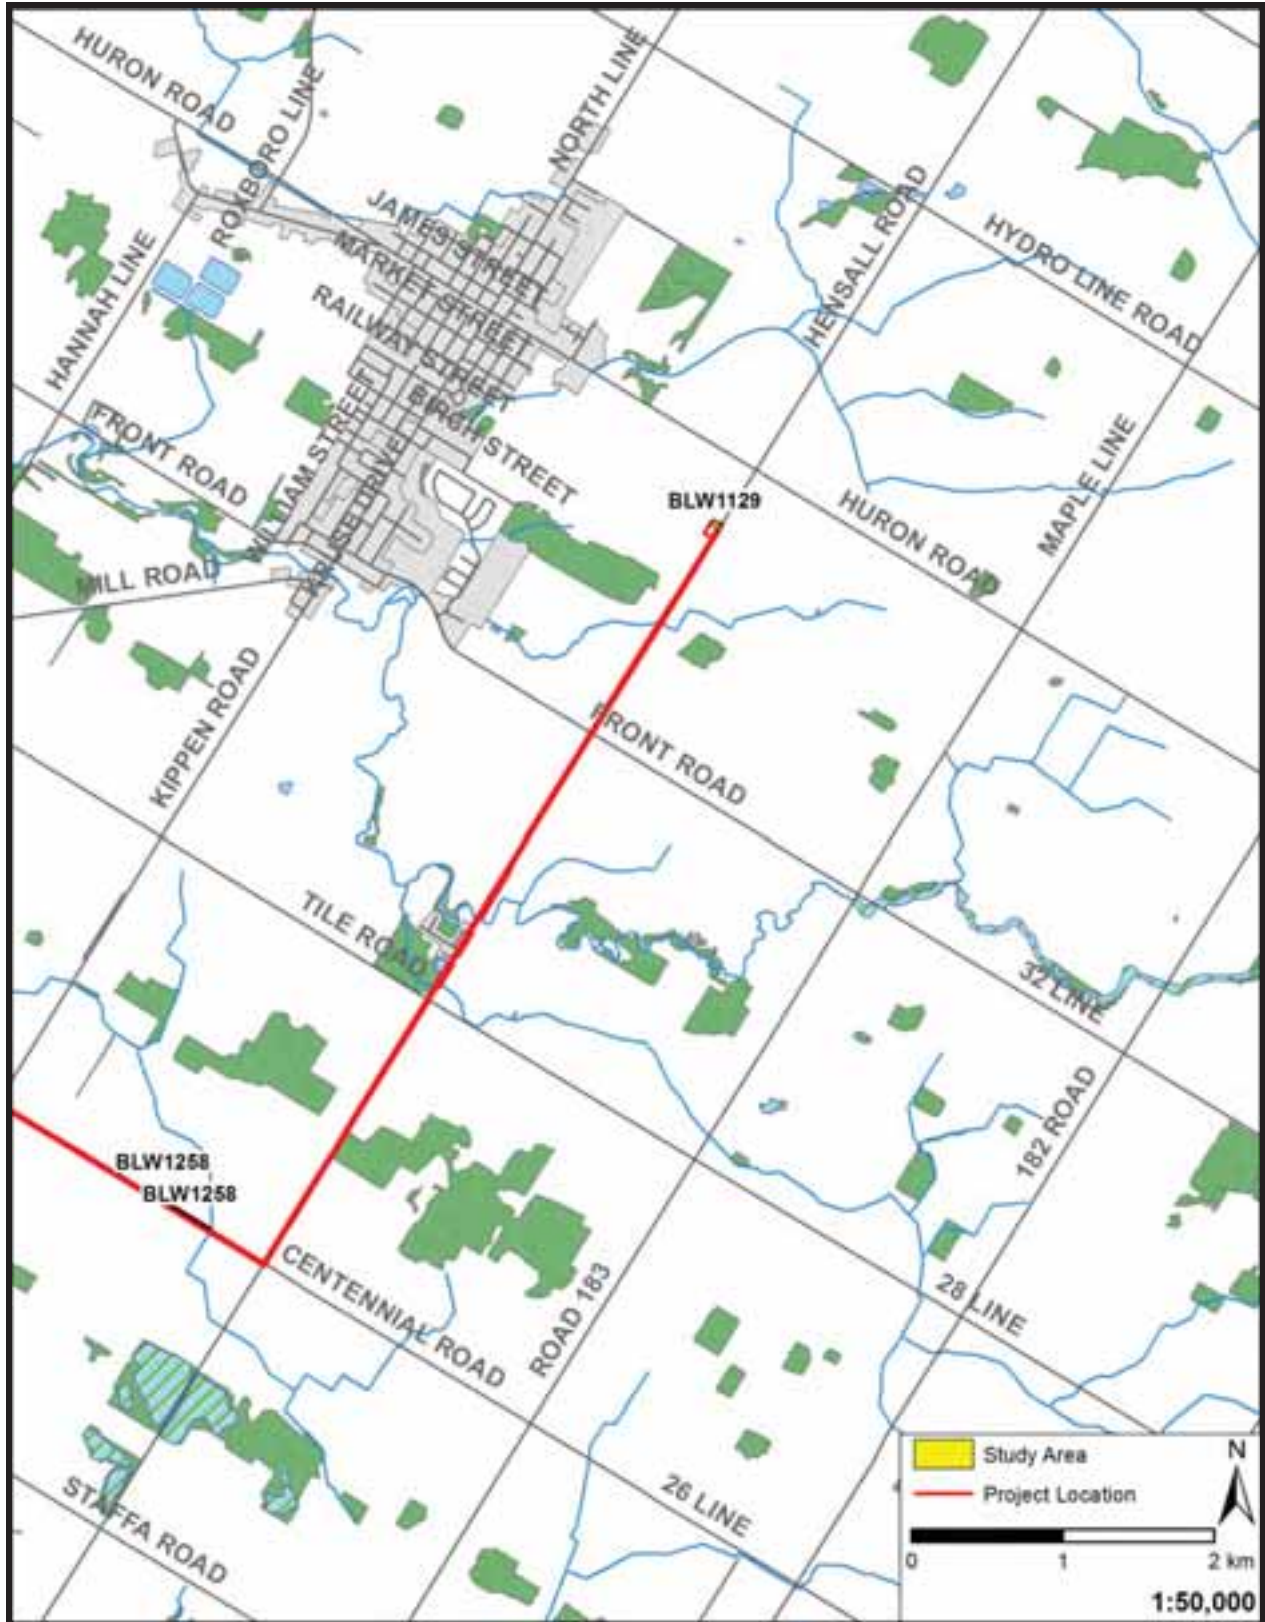 HURON ROAD
ROXBORO LINE
NORTH LINE
HENSALL ROAD
HYDRO LINE ROAD
JAMES STREET
MARKET STREET
RAILWAY STREET
BIRCH STREET
HANNAH LINE
FRONT ROAD
WILLIAM STREET
KRUSE DRIVE
MILL ROAD
BLW1129
HURON ROAD
MAPLE LINE
KIPPEN ROAD
FRONT ROAD
TILE ROAD
32 LINE
182 ROAD
BLW1258
BLW1258
CENTENNIAL ROAD
ROAD 183
28 LINE
STAFFA ROAD
26 LINE
Study Area
N
Project Location
0 1 2 km
1:50,000